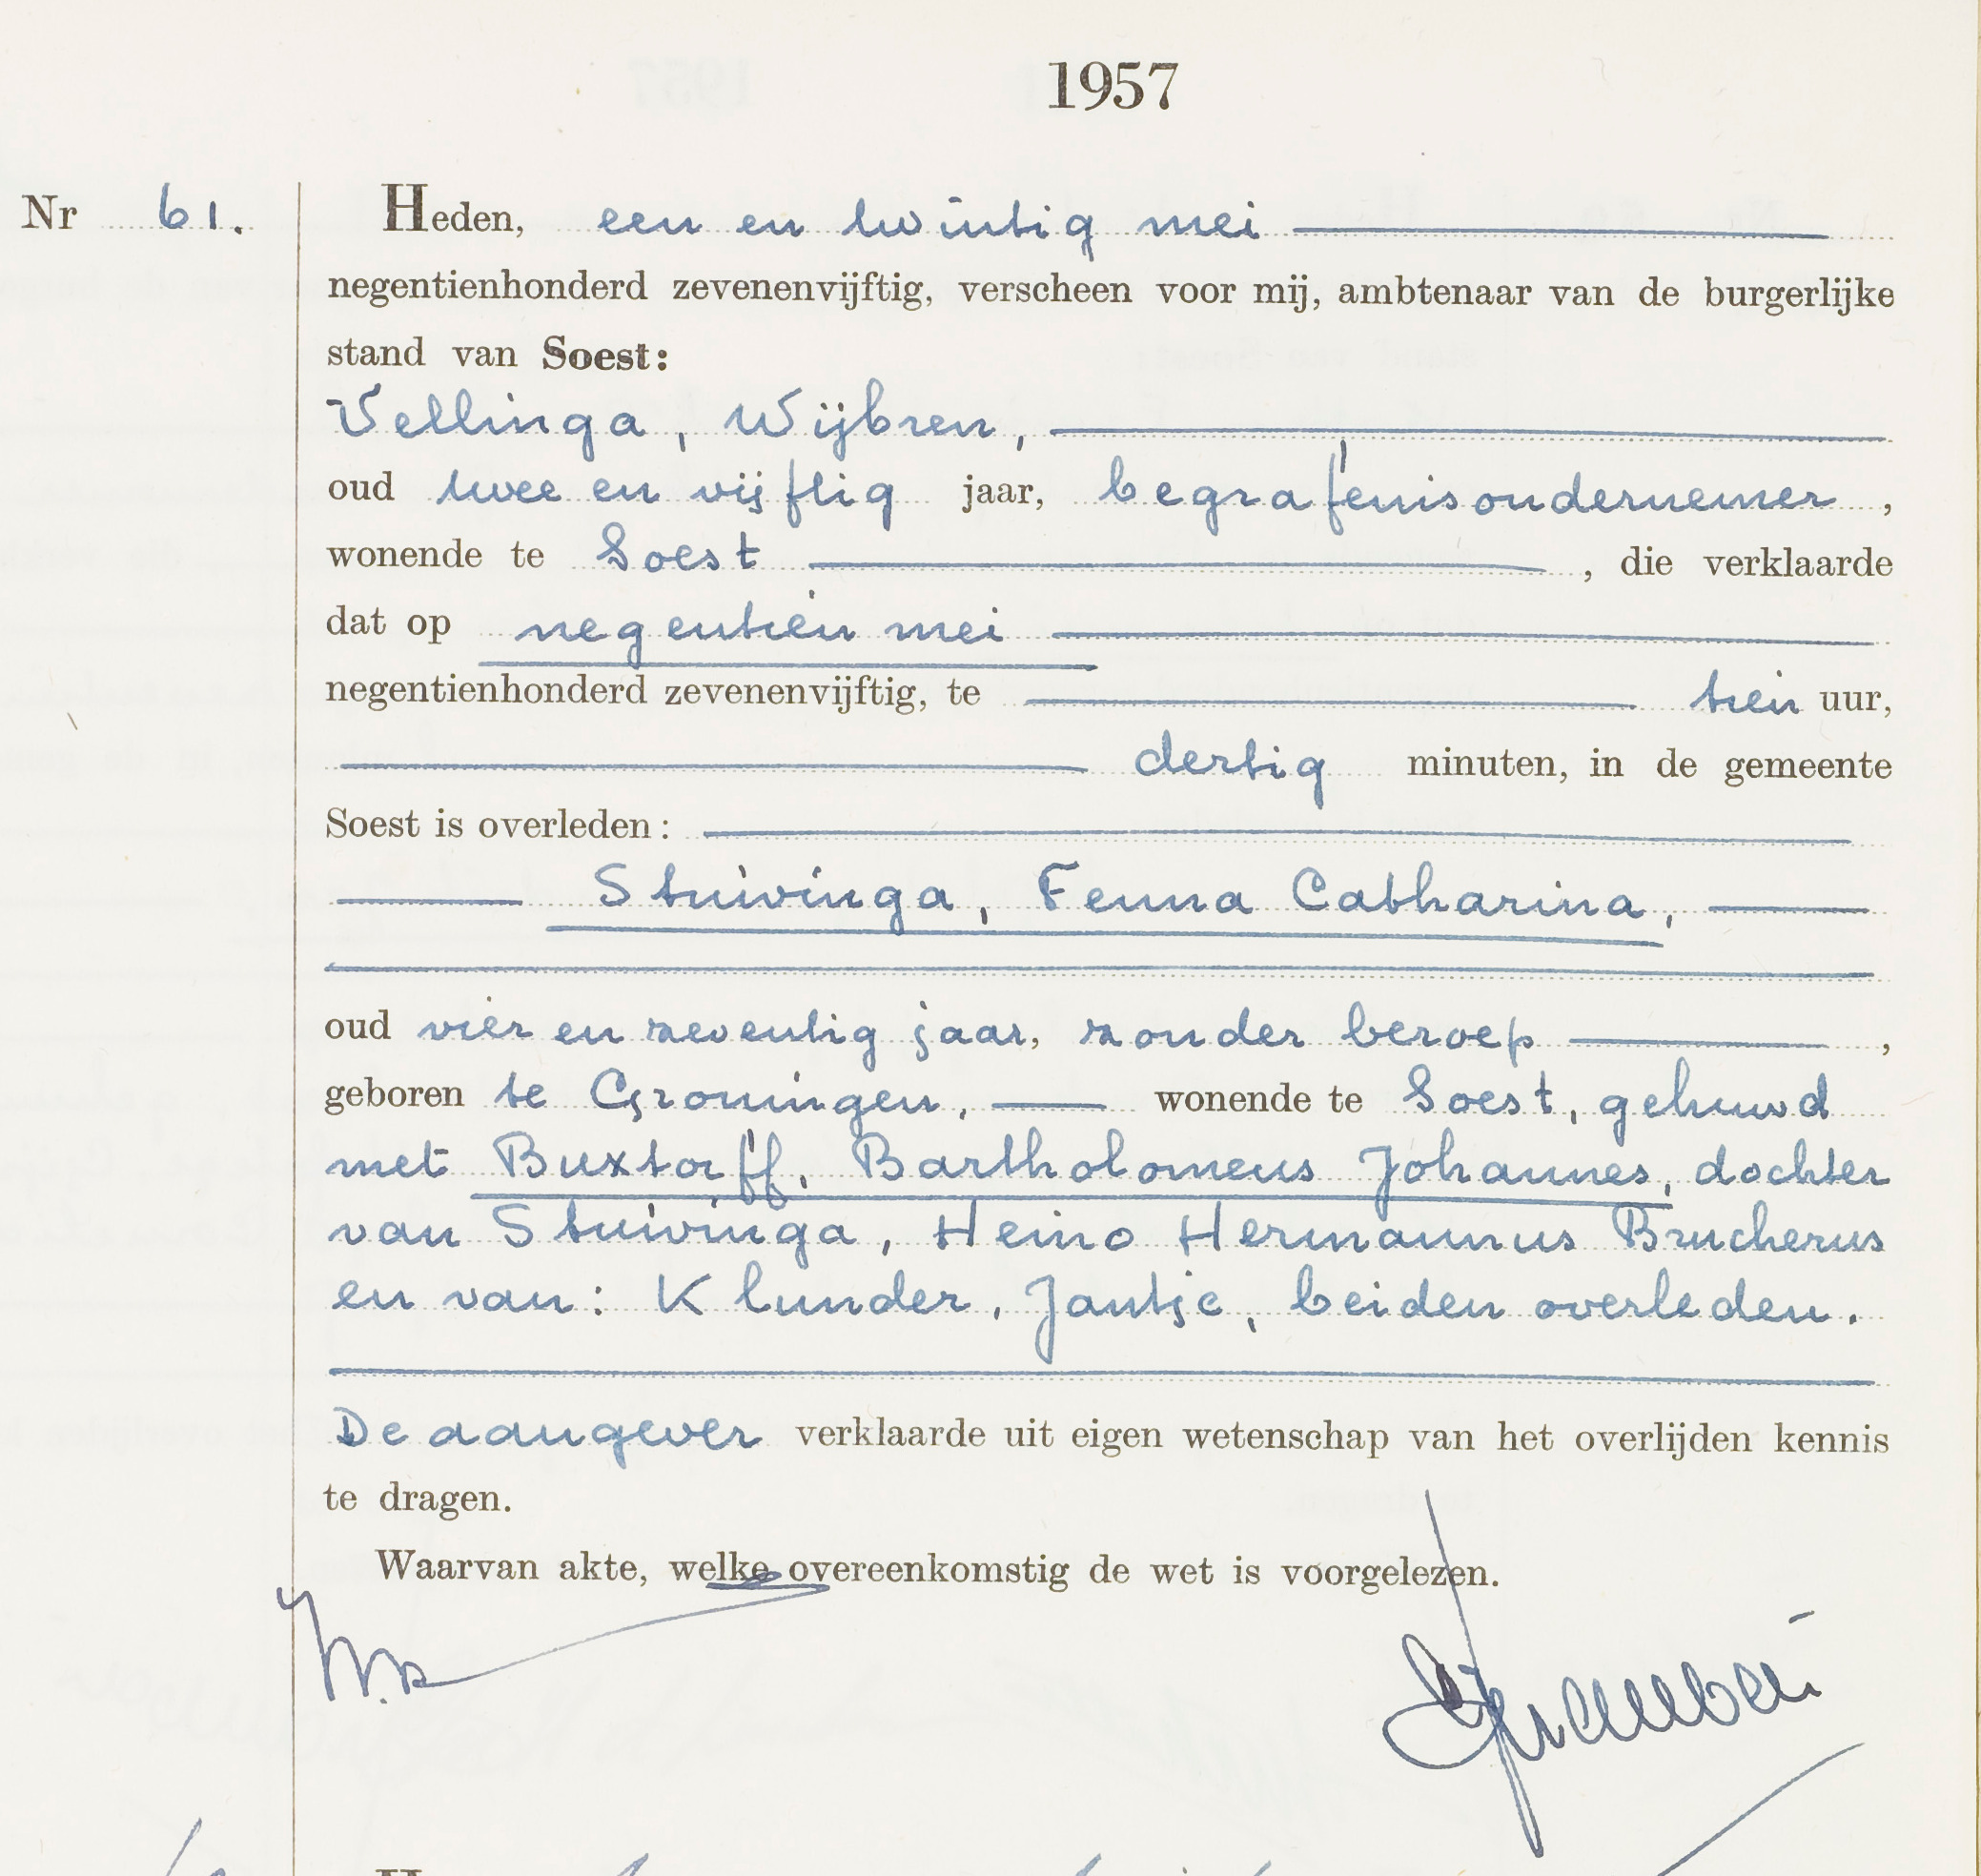 1957
Nr 61.
Heden, een en twintig mei
negentienhonderd zevenenvijftig, verscheen voor mij, ambtenaar van de burgerlijke
stand van Soest:
Vellinga, Wijbren,
oud twee en vijftig jaar, begrafenisondernemer,
wonende te Soest, die verklaarde
dat op negentien mei
negentienhonderd zevenenvijftig, te tien uur,
dertig minuten, in de gemeente
Soest is overleden:
Stuivinga, Fenna Catharina,
oud vier en zeventig jaar, zonder beroep,
geboren te Groningen, wonende te Soest, gehuwd
met Buxtorff, Bartholomeus Johannes, dochter
van Stuivinga, Heino Hermannus Brucherus
en van: Klunder, Jantje, beiden overleden.
De aangever verklaarde uit eigen wetenschap van het overlijden kennis
te dragen.
Waarvan akte, welke overeenkomstig de wet is voorgelezen.